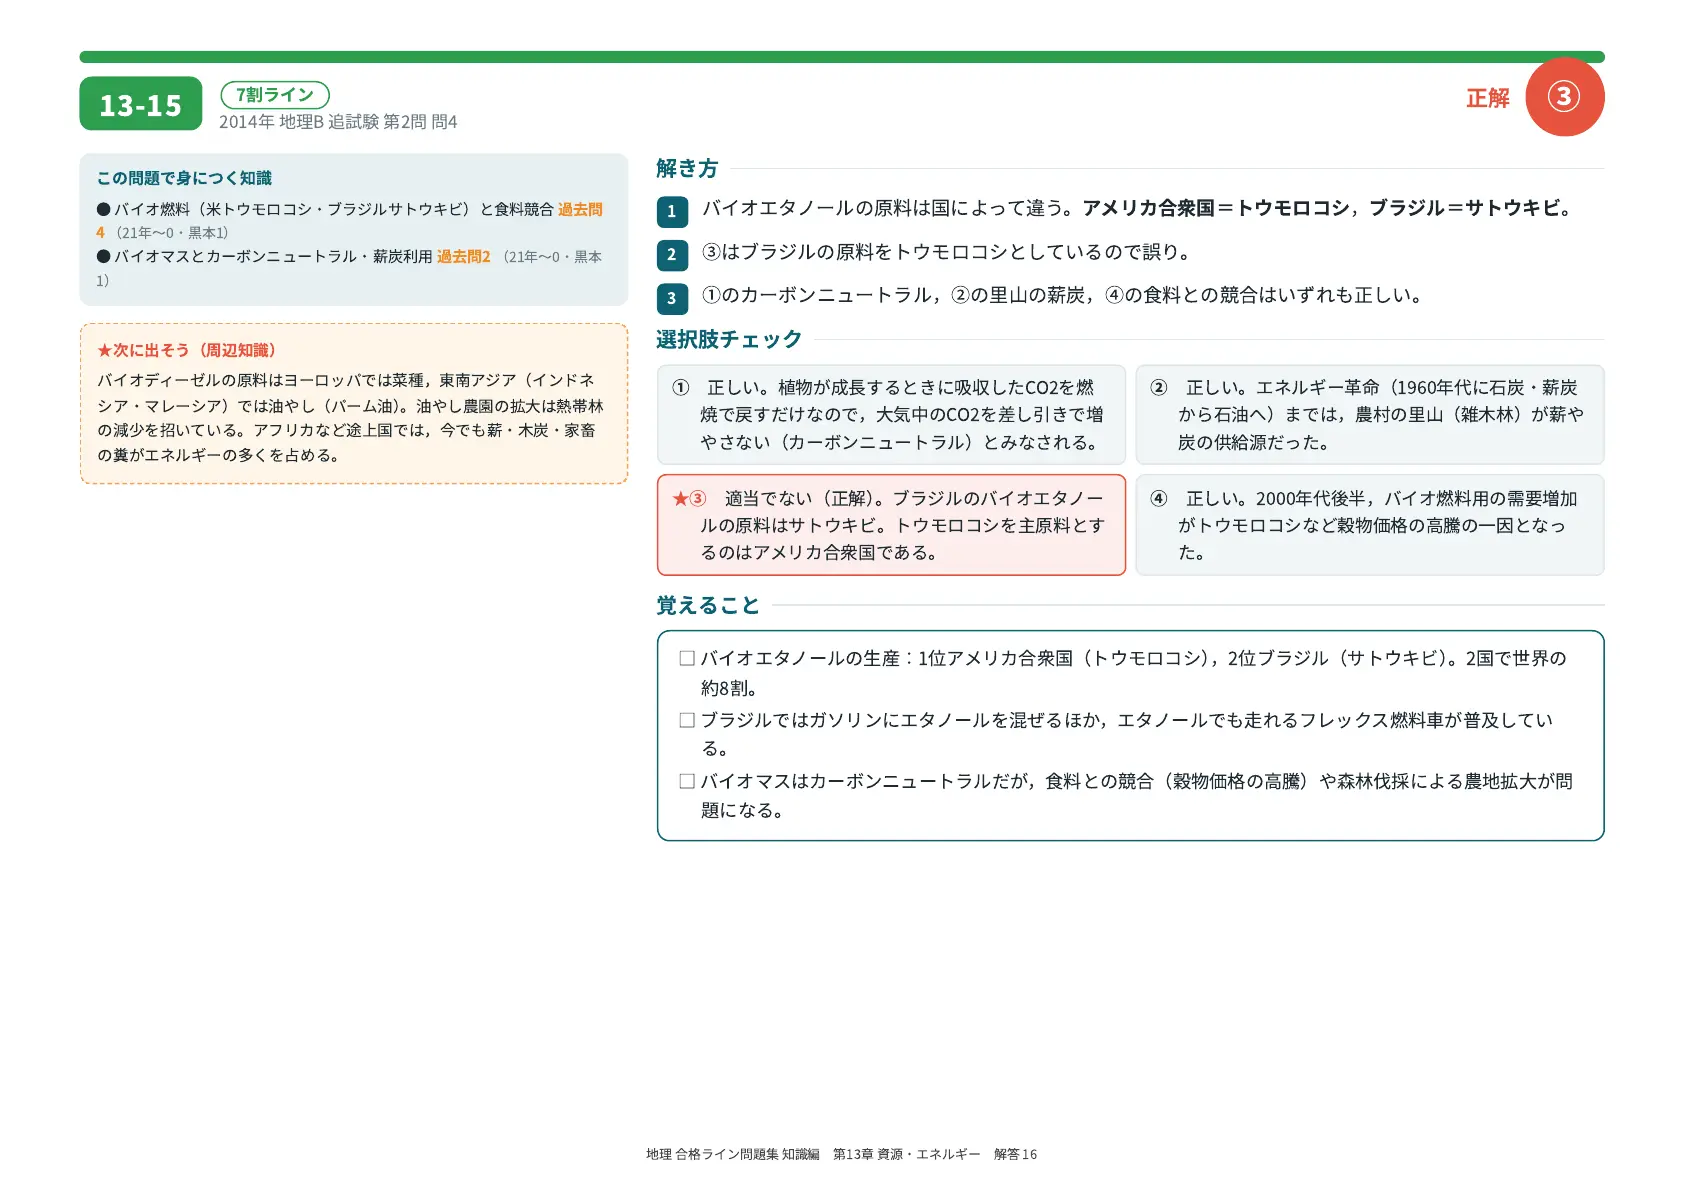 13-15
7割ライン
2014年 地理B 追試験 第2問 問4
正解 ③
この問題で身につく知識
● バイオ燃料（米トウモロコシ・ブラジルサトウキビ）と食料競合 過去問
4 （21年〜0・黒本1）
● バイオマスとカーボンニュートラル・薪炭利用 過去問2 （21年〜0・黒本
1）
★次に出そう（周辺知識）
バイオディーゼルの原料はヨーロッパでは菜種，東南アジア（インドネ
シア・マレーシア）では油やし（パーム油）。油やし農園の拡大は熱帯林
の減少を招いている。アフリカなど途上国では，今でも薪・木炭・家畜
の糞がエネルギーの多くを占める。
解き方
1 バイオエタノールの原料は国によって違う。アメリカ合衆国＝トウモロコシ，ブラジル＝サトウキビ。
2 ③はブラジルの原料をトウモロコシとしているので誤り。
3 ①のカーボンニュートラル，②の里山の薪炭，④の食料との競合はいずれも正しい。
選択肢チェック
① 正しい。植物が成長するときに吸収したCO2を燃
焼で戻すだけなので，大気中のCO2を差し引きで増
やさない（カーボンニュートラル）とみなされる。
② 正しい。エネルギー革命（1960年代に石炭・薪炭
から石油へ）までは，農村の里山（雑木林）が薪や
炭の供給源だった。
★③ 適当でない（正解）。ブラジルのバイオエタノー
ルの原料はサトウキビ。トウモロコシを主原料とす
るのはアメリカ合衆国である。
④ 正しい。2000年代後半，バイオ燃料用の需要増加
がトウモロコシなど穀物価格の高騰の一因となっ
た。
覚えること
□ バイオエタノールの生産：1位アメリカ合衆国（トウモロコシ），2位ブラジル（サトウキビ）。2国で世界の
約8割。
□ ブラジルではガソリンにエタノールを混ぜるほか，エタノールでも走れるフレックス燃料車が普及してい
る。
□ バイオマスはカーボンニュートラルだが，食料との競合（穀物価格の高騰）や森林伐採による農地拡大が問
題になる。
地理 合格ライン問題集 知識編 第13章 資源・エネルギー 解答 16